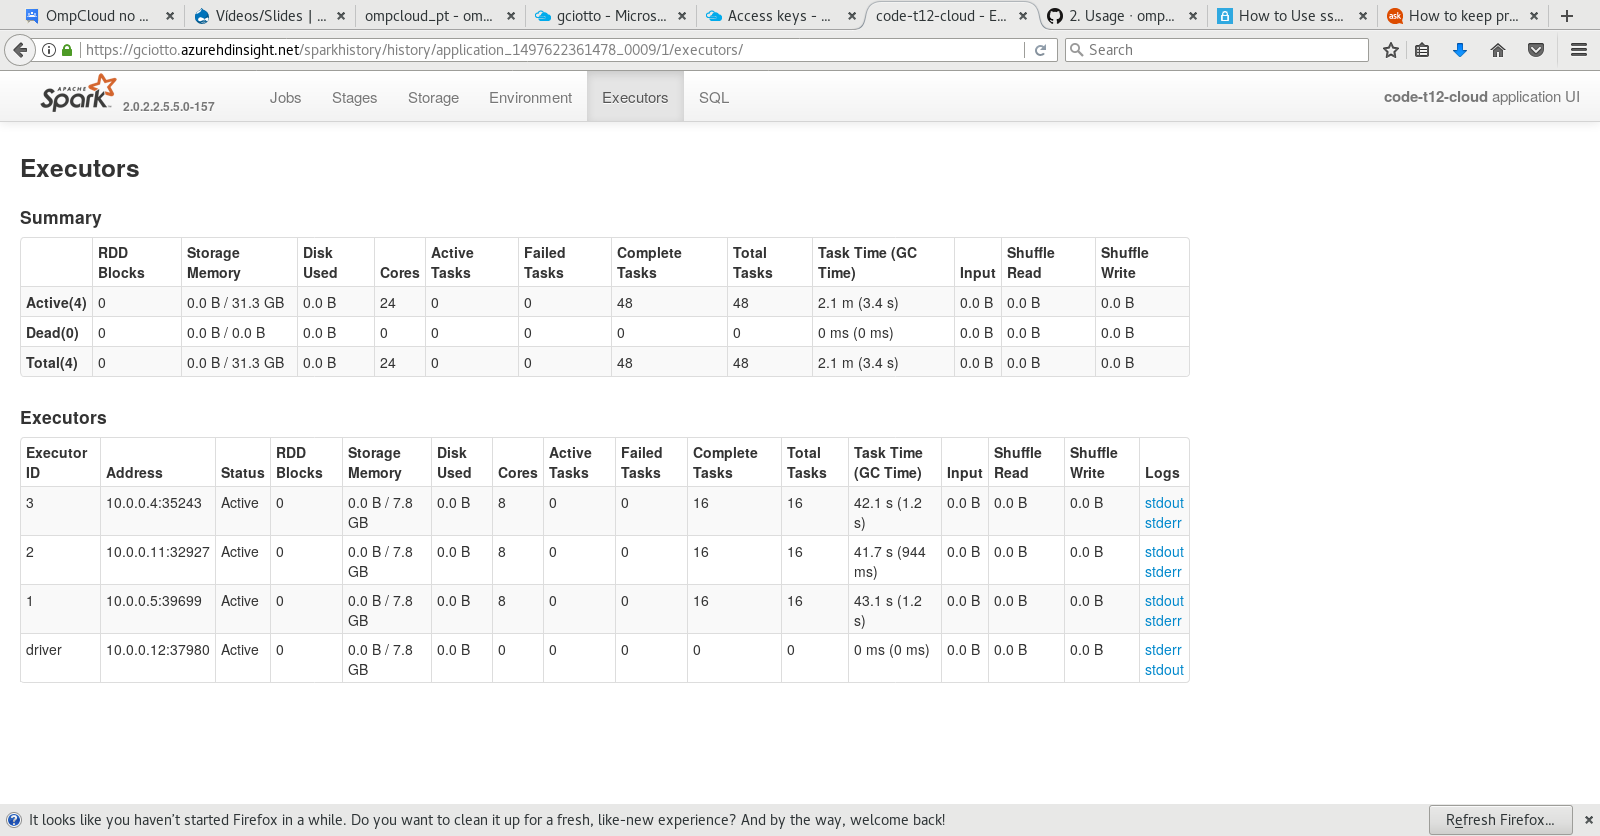 OmpCloud no ...
Vídeos/Slides | ...
ompcloud_pt - om...
gciotto - Micros...
Access keys - ...
code-t12-cloud - E...
2. Usage · omp...
How to Use ss...
How to keep pr...
https://gciotto.azurehdinsight.net/sparkhistory/history/application_1497622361478_0009/1/executors/
Search
APACHE
Spark 2.0.2.2.5.5.0-157
Jobs
Stages
Storage
Environment
Executors
SQL
code-t12-cloud application UI
Executors
Summary
RDD Blocks Storage Memory Disk Used Cores Active Tasks Failed Tasks Complete Tasks Total Tasks Task Time (GC Time) Input Shuffle Read Shuffle Write
Active(4) 0 0.0 B / 31.3 GB 0.0 B 24 0 0 48 48 2.1 m (3.4 s) 0.0 B 0.0 B 0.0 B
Dead(0) 0 0.0 B / 0.0 B 0.0 B 0 0 0 0 0 0 ms (0 ms) 0.0 B 0.0 B 0.0 B
Total(4) 0 0.0 B / 31.3 GB 0.0 B 24 0 0 48 48 2.1 m (3.4 s) 0.0 B 0.0 B 0.0 B
Executors
Executor ID Address Status RDD Blocks Storage Memory Disk Used Cores Active Tasks Failed Tasks Complete Tasks Total Tasks Task Time (GC Time) Input Shuffle Read Shuffle Write Logs
3 10.0.0.4:35243 Active 0 0.0 B / 7.8 GB 0.0 B 8 0 0 16 16 42.1 s (1.2 s) 0.0 B 0.0 B 0.0 B stdout stderr
2 10.0.0.11:32927 Active 0 0.0 B / 7.8 GB 0.0 B 8 0 0 16 16 41.7 s (944 ms) 0.0 B 0.0 B 0.0 B stdout stderr
1 10.0.0.5:39699 Active 0 0.0 B / 7.8 GB 0.0 B 8 0 0 16 16 43.1 s (1.2 s) 0.0 B 0.0 B 0.0 B stdout stderr
driver 10.0.0.12:37980 Active 0 0.0 B / 7.8 GB 0.0 B 0 0 0 0 0 0 ms (0 ms) 0.0 B 0.0 B 0.0 B stderr stdout
It looks like you haven't started Firefox in a while. Do you want to clean it up for a fresh, like-new experience? And by the way, welcome back!
Refresh Firefox...